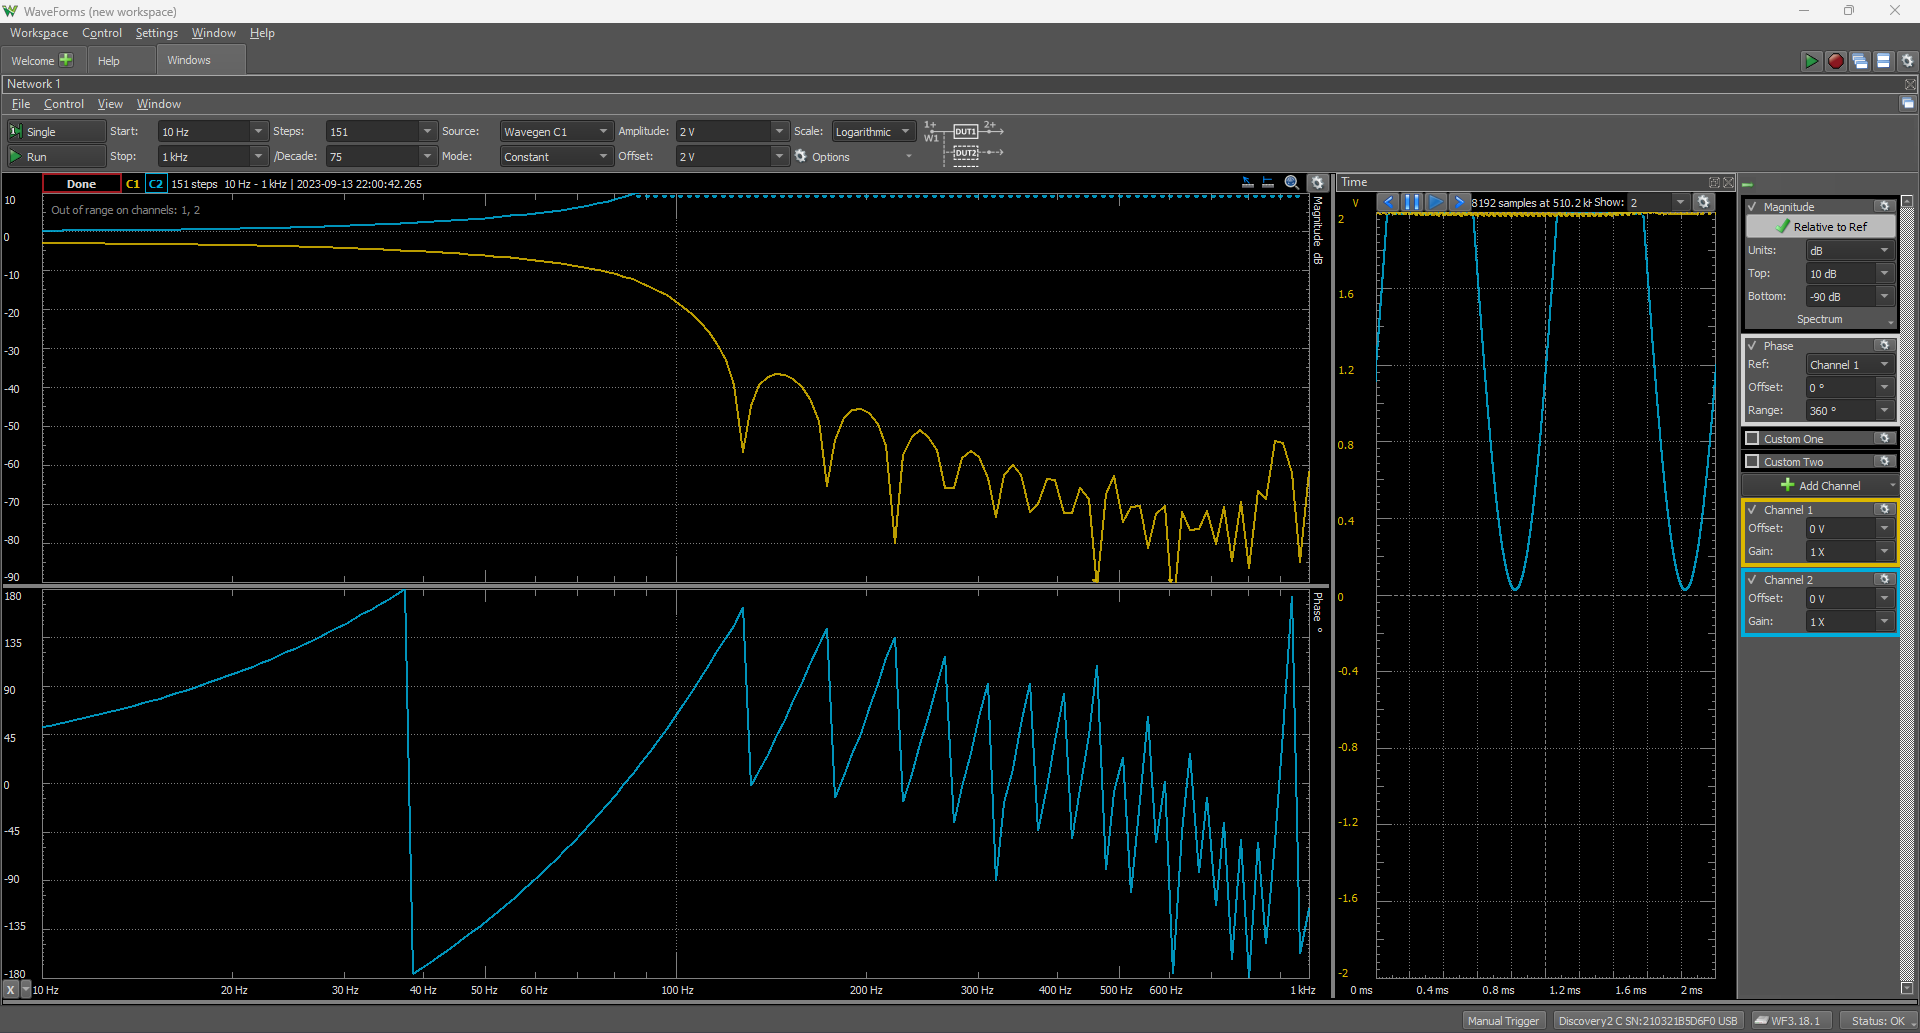 WaveForms (new workspace)
Workspace Control Settings Window Help
Welcome Help Windows
Network 1
File Control View Window
Single Start: 10 Hz Steps: 151 Source: Wavegen C1 Amplitude: 2 V Scale: Logarithmic 1+ W1 DUT1 2+
Run Stop: 1 kHz /Decade: 75 Mode: Constant Offset: 2 V Options DUT2
Done C1 C2 151 steps 10 Hz - 1 kHz | 2023-09-13 22:00:42.265
Out of range on channels: 1, 2
Magnitude dB
10
0
-10
-20
-30
-40
-50
-60
-70
-80
-90
Phase °
180
135
90
45
0
-45
-90
-135
-180
X 10 Hz 20 Hz 30 Hz 40 Hz 50 Hz 60 Hz 100 Hz 200 Hz 300 Hz 400 Hz 500 Hz 600 Hz 1 kHz
Time
V 8192 samples at 510.2 kH Show: 2
2
1.6
1.2
0.8
0.4
0
-0.4
-0.8
-1.2
-1.6
-2
0 ms 0.4 ms 0.8 ms 1.2 ms 1.6 ms 2 ms
Magnitude
Relative to Ref
Units: dB
Top: 10 dB
Bottom: -90 dB
Spectrum
Phase
Ref: Channel 1
Offset: 0 °
Range: 360 °
Custom One
Custom Two
Add Channel
Channel 1
Offset: 0 V
Gain: 1 X
Channel 2
Offset: 0 V
Gain: 1 X
Manual Trigger Discovery2 C SN:210321B5D6F0 USB WF3.18.1 Status: OK